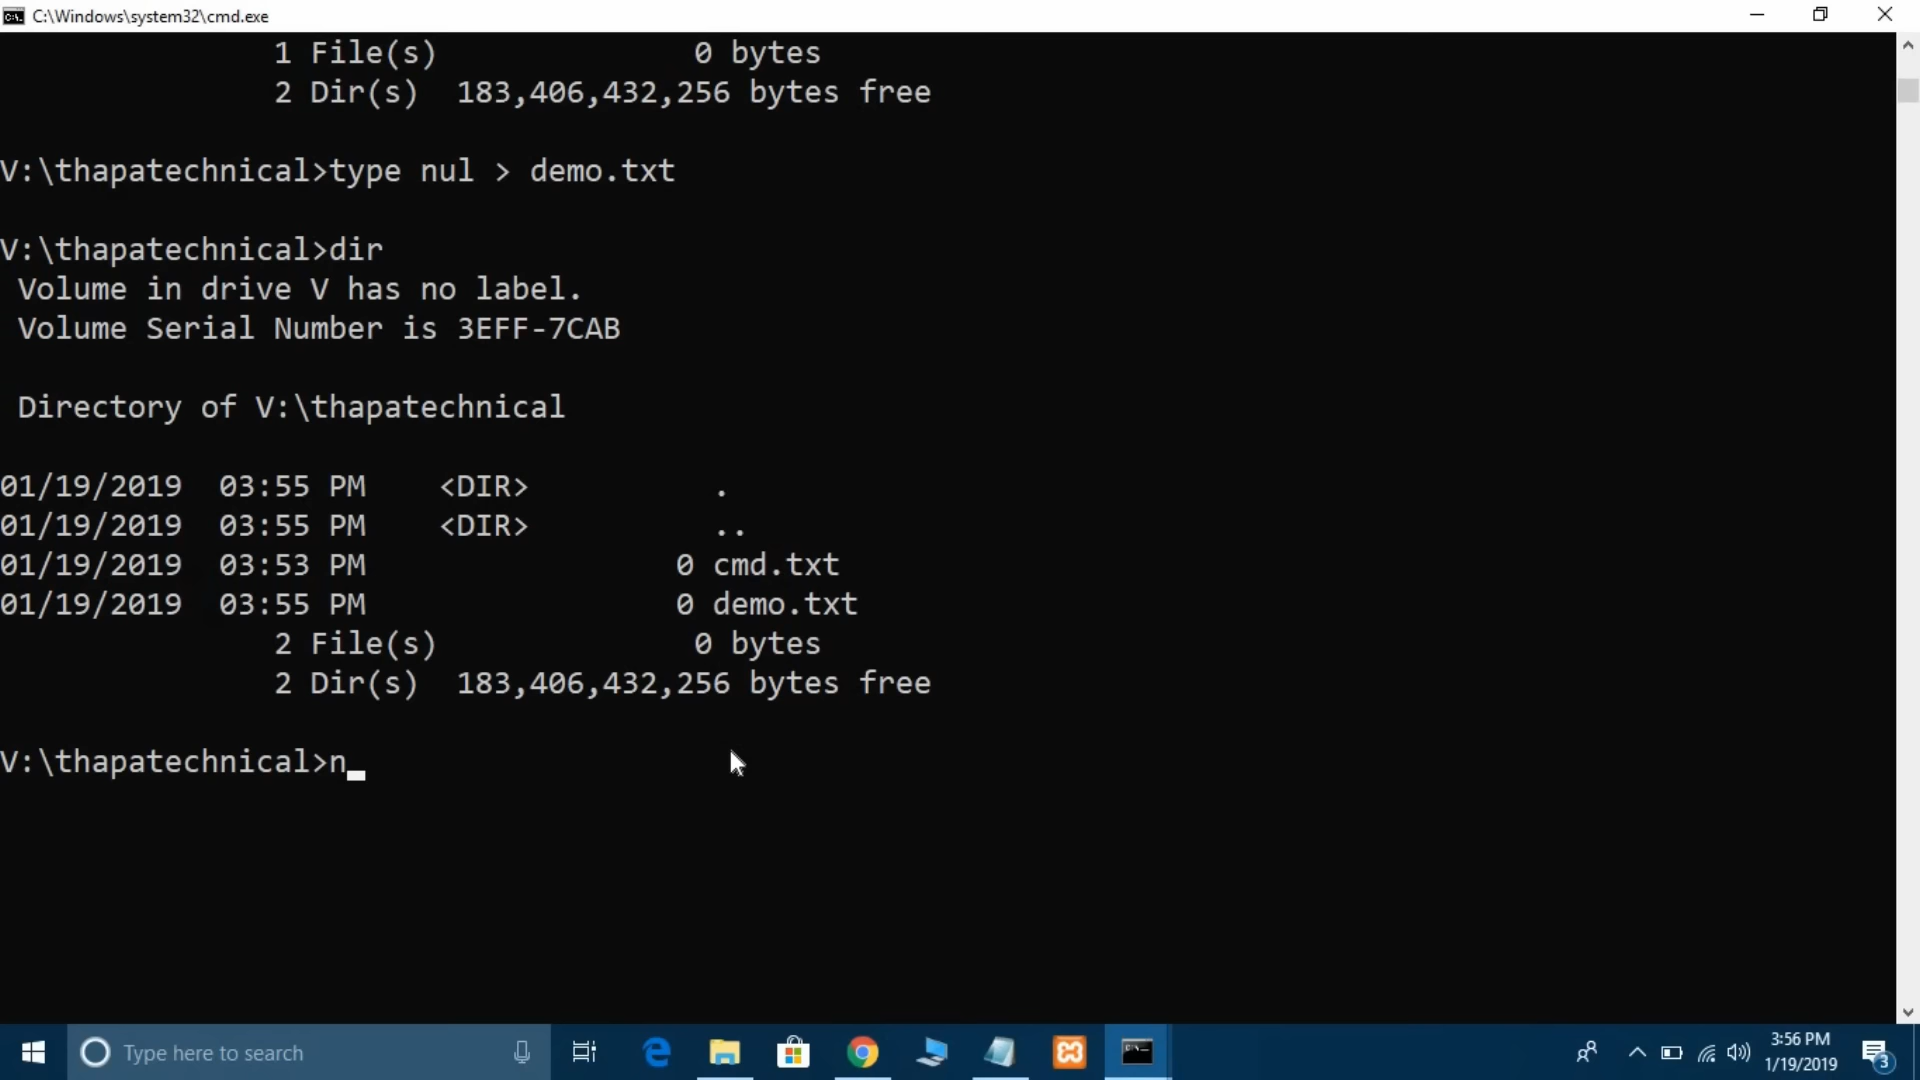 C:\Windows\system32\cmd.exe
1 File(s) 0 bytes
2 Dir(s) 183,406,432,256 bytes free
V:\thapatechnical>type nul > demo.txt
V:\thapatechnical>dir
Volume in drive V has no label.
Volume Serial Number is 3EFF-7CAB
Directory of V:\thapatechnical
01/19/2019 03:55 PM <DIR> .
01/19/2019 03:55 PM <DIR> ..
01/19/2019 03:53 PM 0 cmd.txt
01/19/2019 03:55 PM 0 demo.txt
2 File(s) 0 bytes
2 Dir(s) 183,406,432,256 bytes free
V:\thapatechnical>n_
Type here to search
3:56 PM
1/19/2019
3